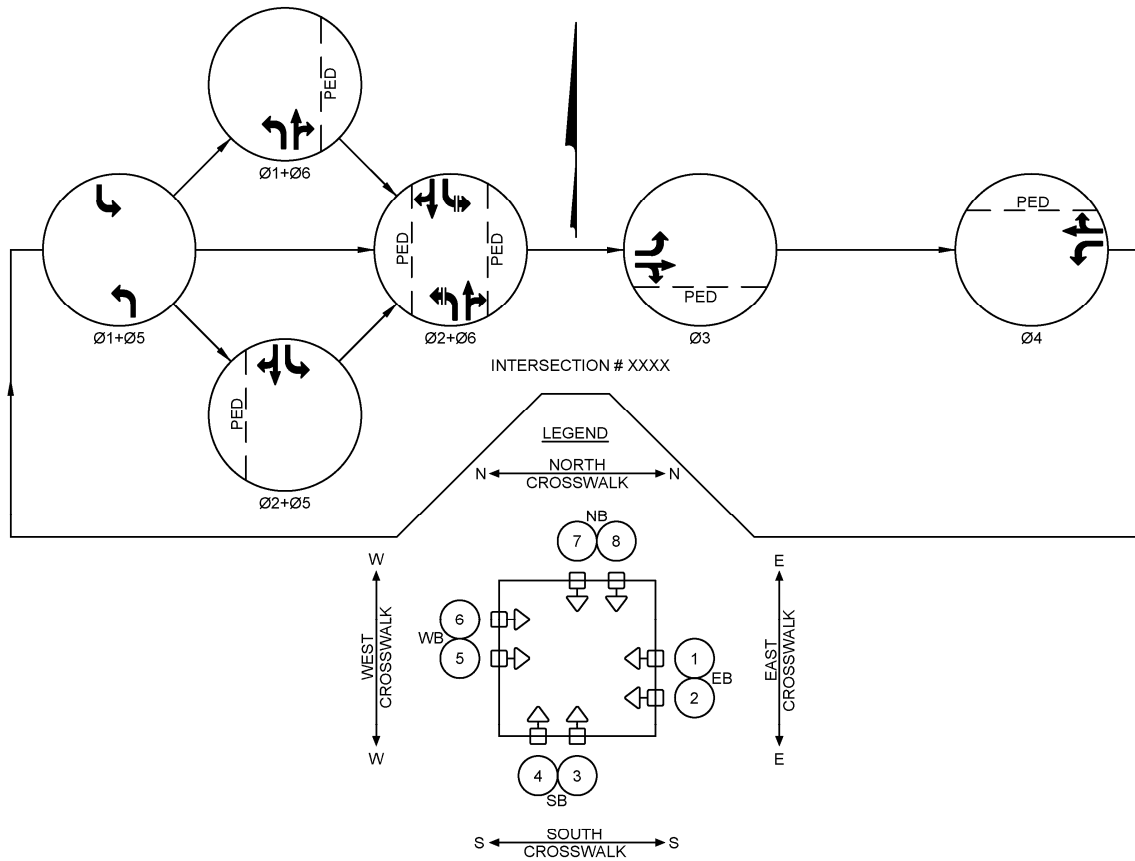 PED
Ø1+Ø6
Ø1+Ø5
PED
PED
Ø2+Ø6
PED
Ø3
PED
Ø4
PED
Ø2+Ø5
INTERSECTION # XXXX
LEGEND
N NORTH N
CROSSWALK
NB
7 8
W
WEST
CROSSWALK
W
6
WB
5
1
EB
2
E
EAST
CROSSWALK
E
4 3
SB
S SOUTH S
CROSSWALK